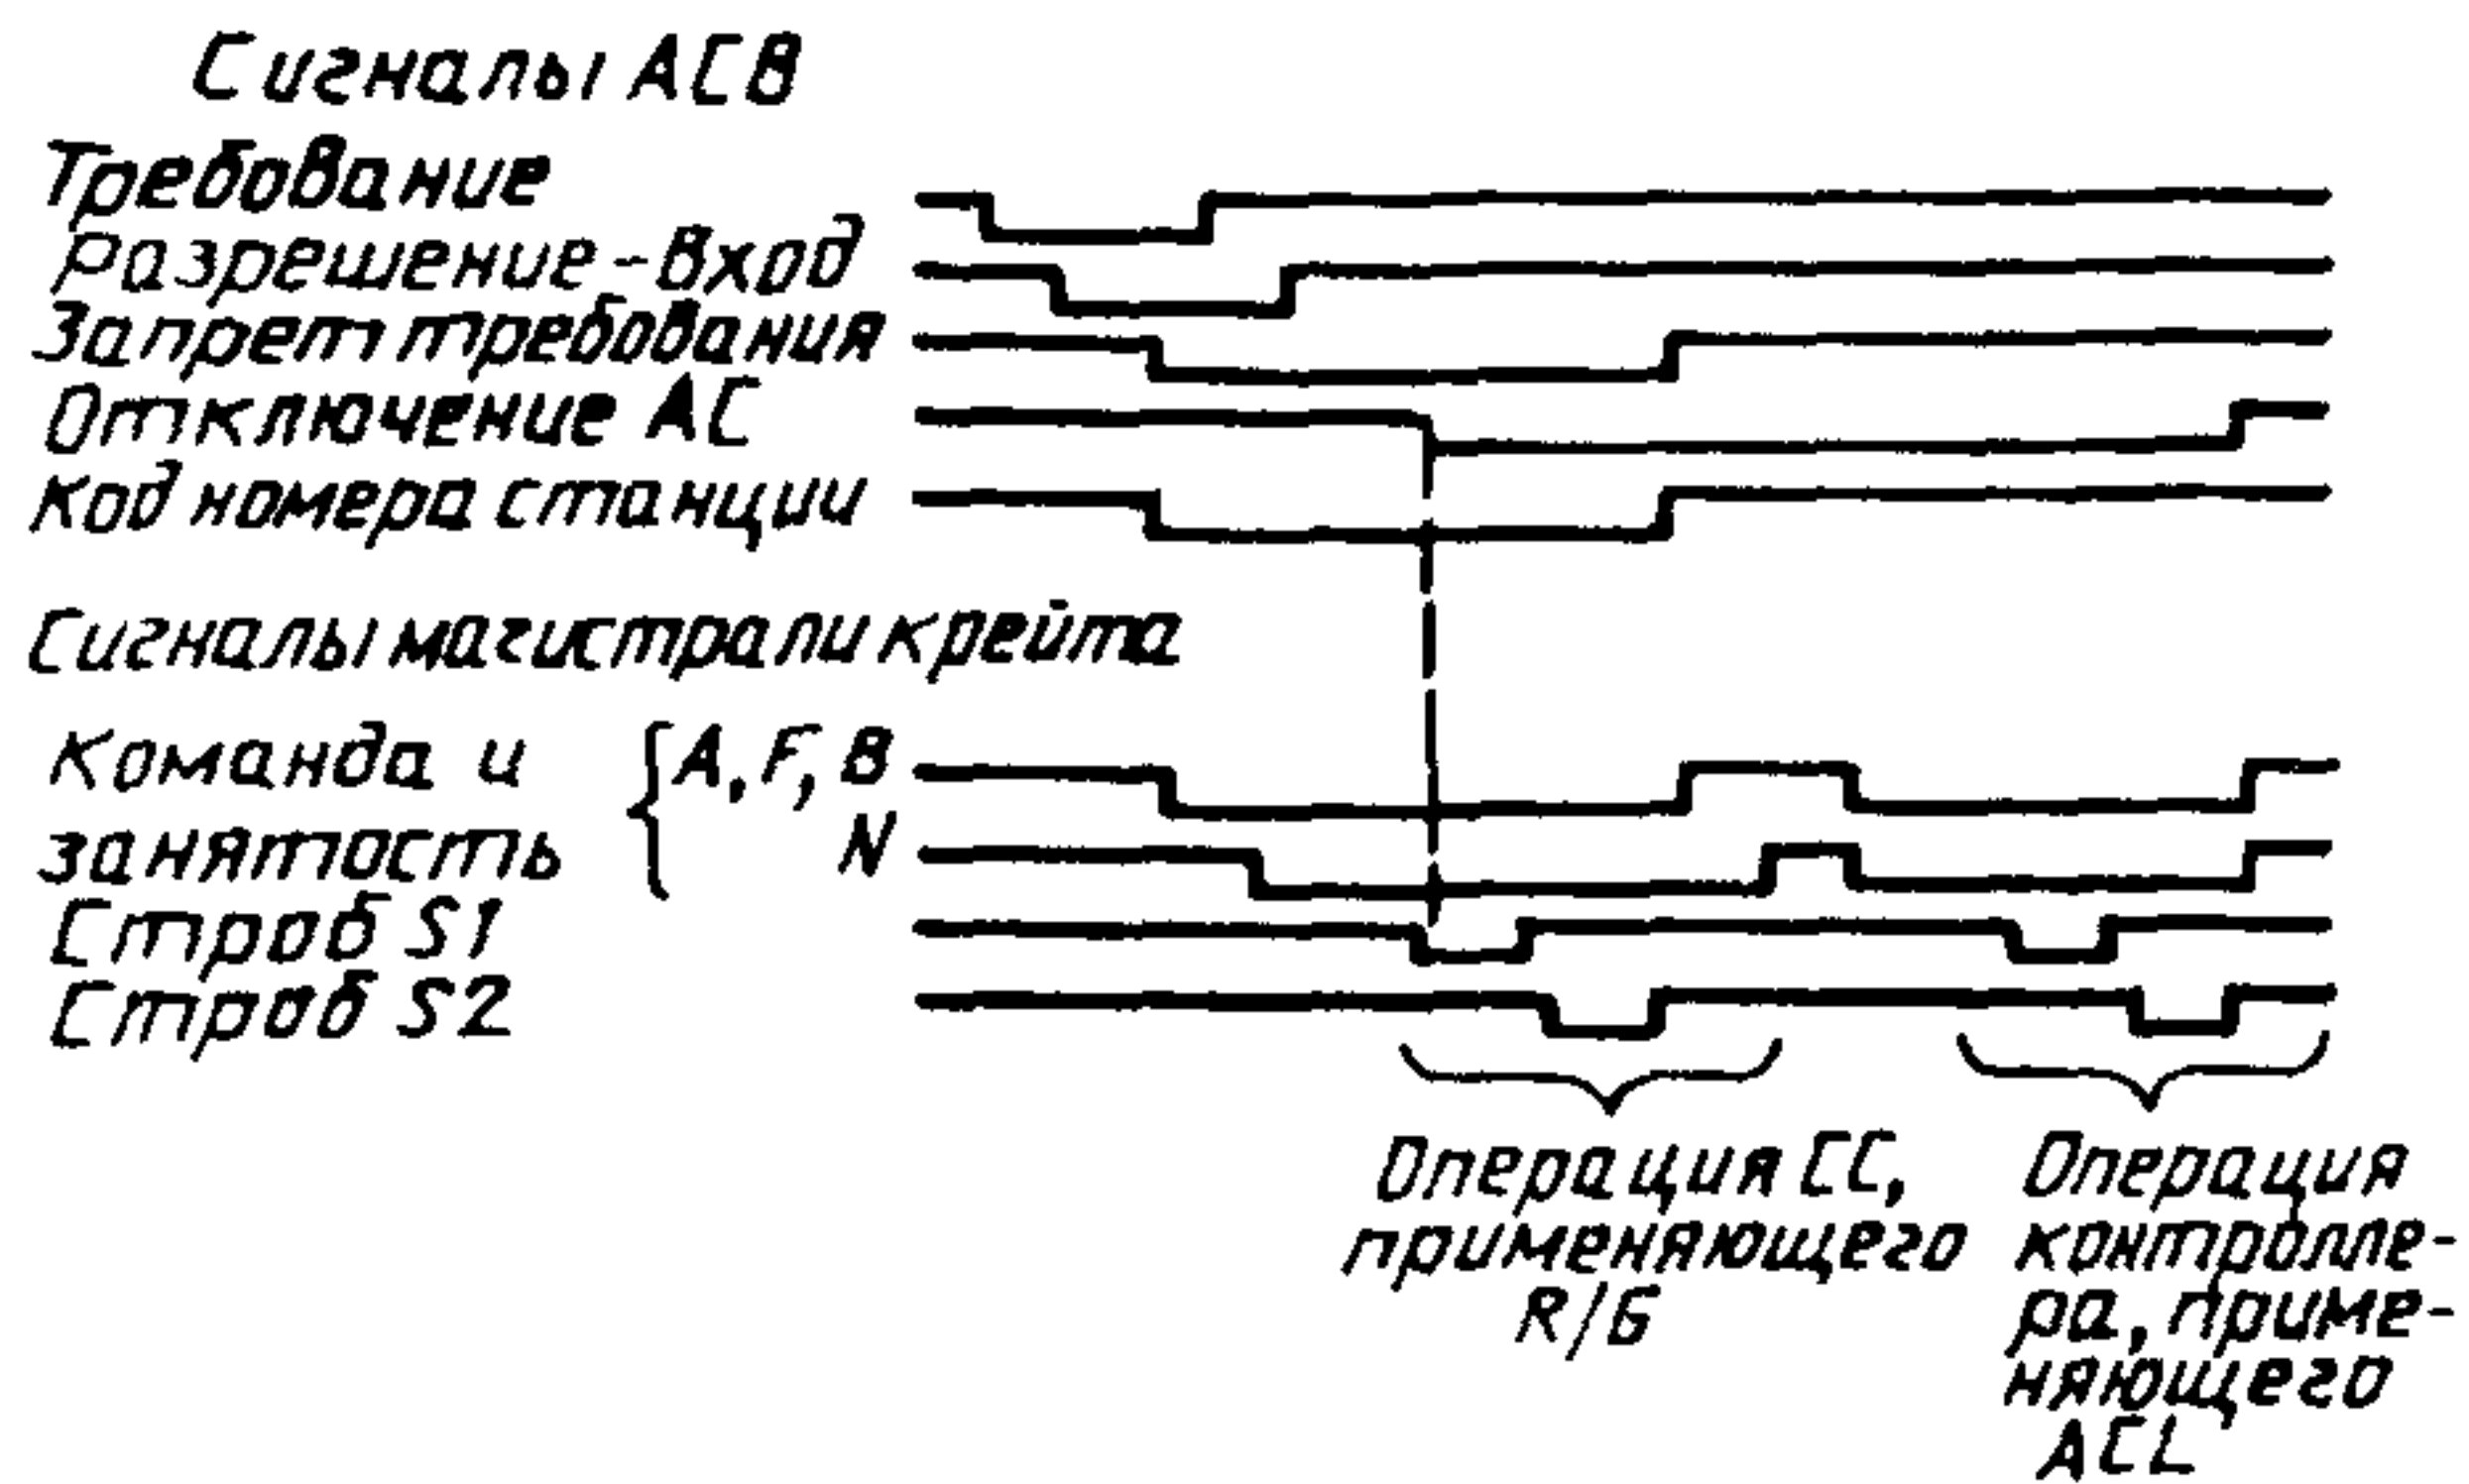 Сигналы АСВ
Требование
Разрешение-вход
Запрет требования
Отключение АС
Код номера станции
Сигналы магистрали крейта
Команда и
занятость
A, F, B
N
Строб S1
Строб S2
Операция СС,
применяющего
R/G
Операция
контролле-
ра, приме-
няющего
ACL